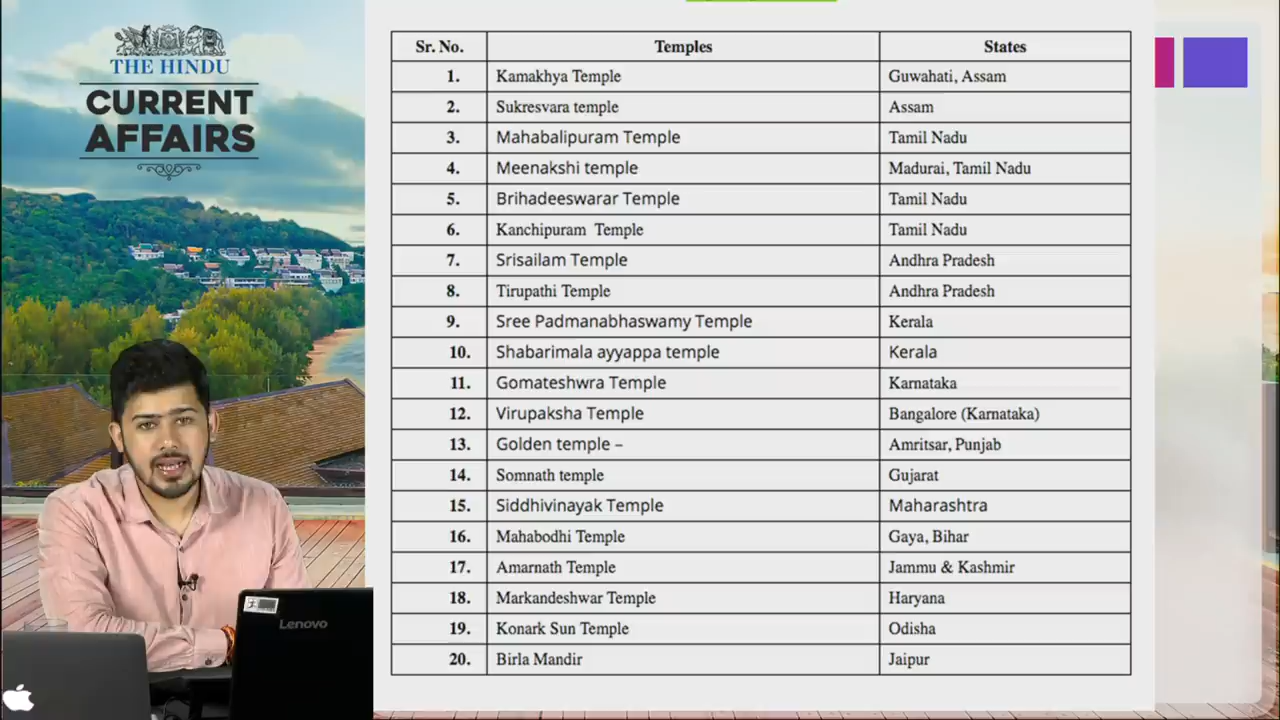 THE HINDU
CURRENT
AFFAIRS
Sr. No. Temples States
1. Kamakhya Temple Guwahati, Assam
2. Sukresvara temple Assam
3. Mahabalipuram Temple Tamil Nadu
4. Meenakshi temple Madurai, Tamil Nadu
5. Brihadeeswarar Temple Tamil Nadu
6. Kanchipuram Temple Tamil Nadu
7. Srisailam Temple Andhra Pradesh
8. Tirupathi Temple Andhra Pradesh
9. Sree Padmanabhaswamy Temple Kerala
10. Shabarimala ayyappa temple Kerala
11. Gomateshwra Temple Karnataka
12. Virupaksha Temple Bangalore (Karnataka)
13. Golden temple – Amritsar, Punjab
14. Somnath temple Gujarat
15. Siddhivinayak Temple Maharashtra
16. Mahabodhi Temple Gaya, Bihar
17. Amarnath Temple Jammu & Kashmir
18. Markandeshwar Temple Haryana
19. Konark Sun Temple Odisha
20. Birla Mandir Jaipur
Lenovo